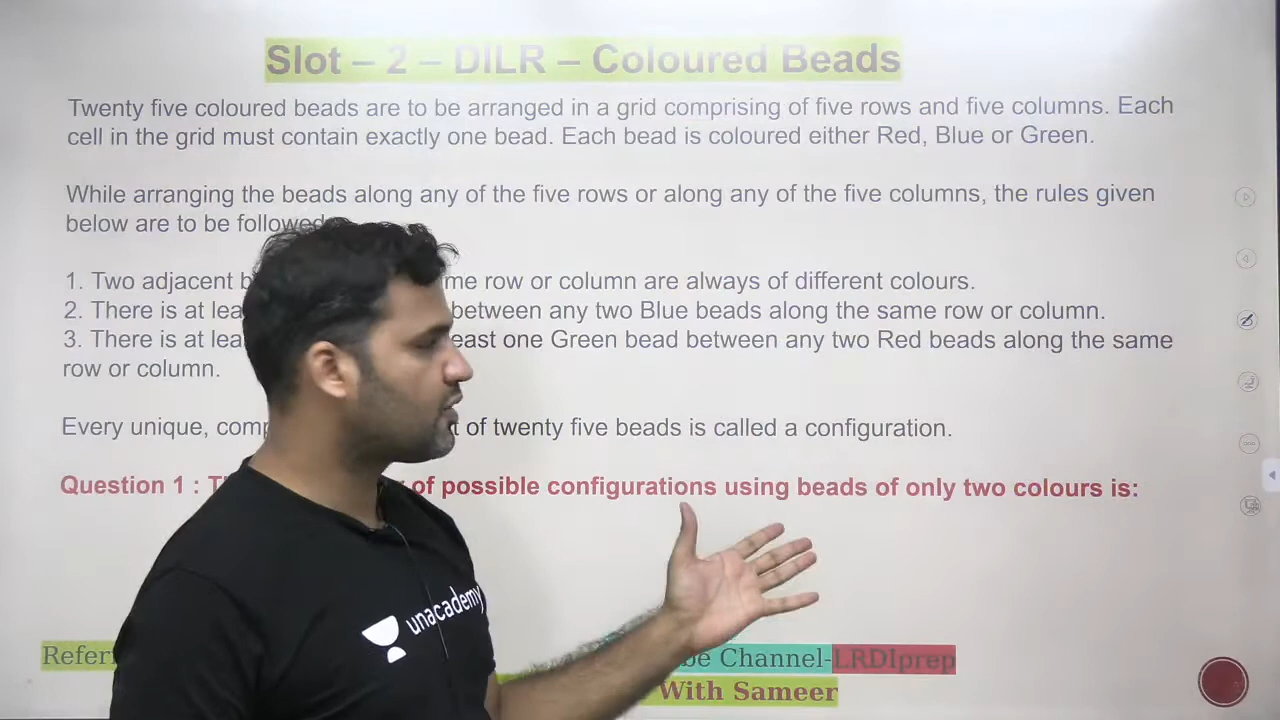 Slot – 2 – DILR – Coloured Beads
Twenty five coloured beads are to be arranged in a grid comprising of five rows and five columns. Each
cell in the grid must contain exactly one bead. Each bead is coloured either Red, Blue or Green.
While arranging the beads along any of the five rows or along any of the five columns, the rules given
below are to be followed
1. Two adjacent row or column are always of different colours.
2. There is at between any two Blue beads along the same row or column.
3. There is at one Green bead between any two Red beads along the same
row or column.
Every unique, of twenty five beads is called a configuration.
Question 1 : of possible configurations using beads of only two colours is:
unacademy
Channel-LRDIprep
With Sameer